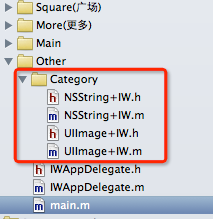 Square(广场)
More(更多)
Main
Other
Category
h NSString+IW.h
m NSString+IW.m
h UIImage+IW.h
m UIImage+IW.m
h IWAppDelegate.h
m IWAppDelegate.m
m main.m